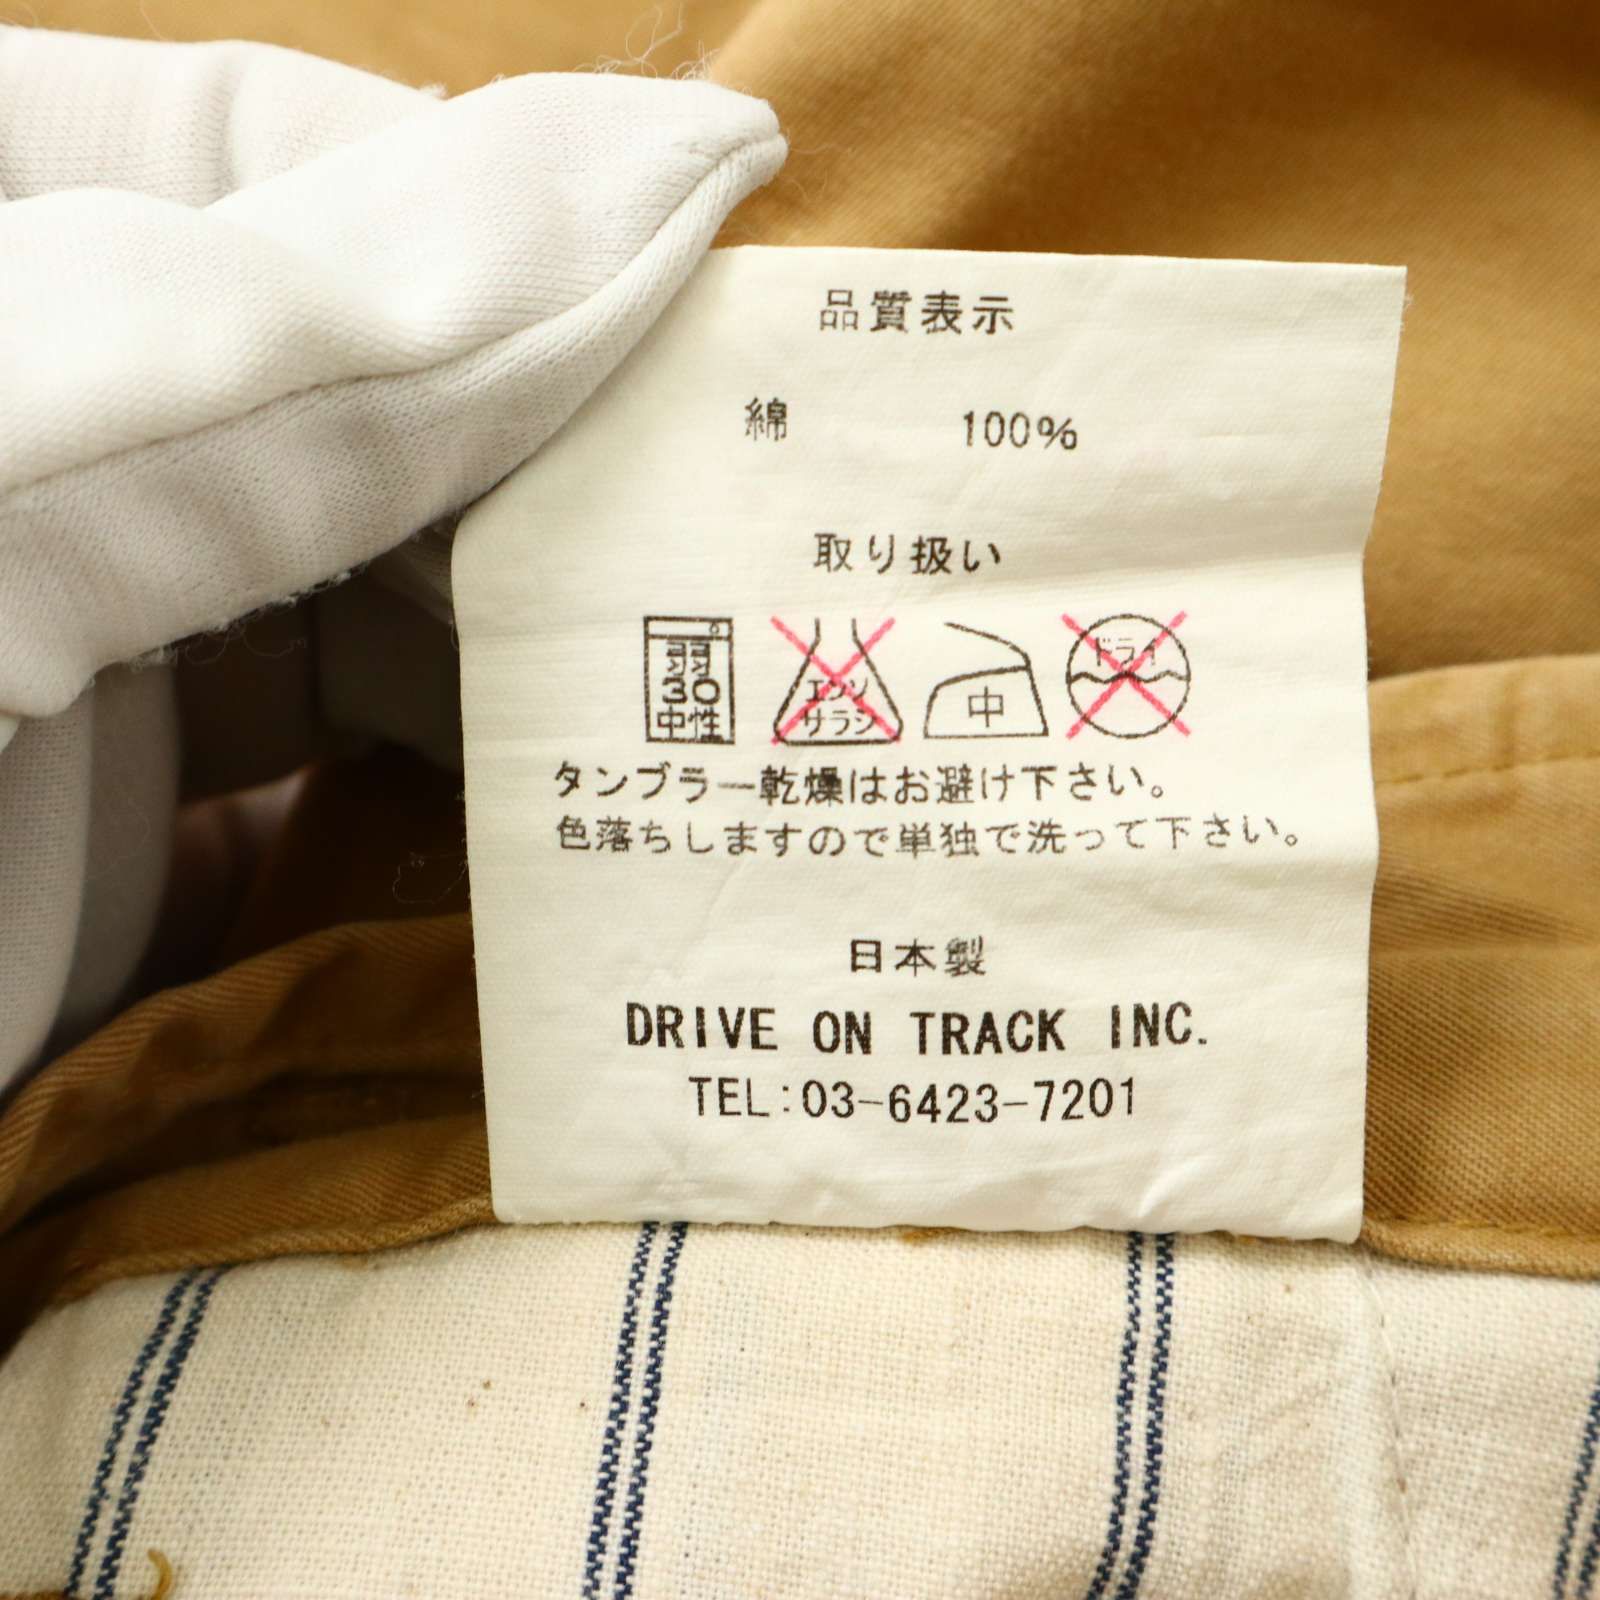 品質表示
綿 100%
取り扱い
中性
エンソ
サラシ
中
ドライ
タンブラー乾燥はお避け下さい。
色落ちしますので単独で洗って下さい。
日本製
DRIVE ON TRACK INC.
TEL:03-6423-7201